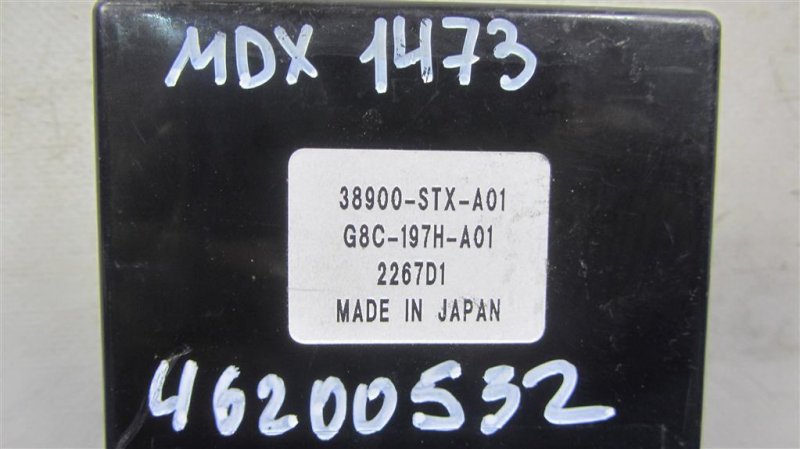 MDX 1473
38900-STX-A01
G8C-197H-A01
2267D1
MADE IN JAPAN
46200532